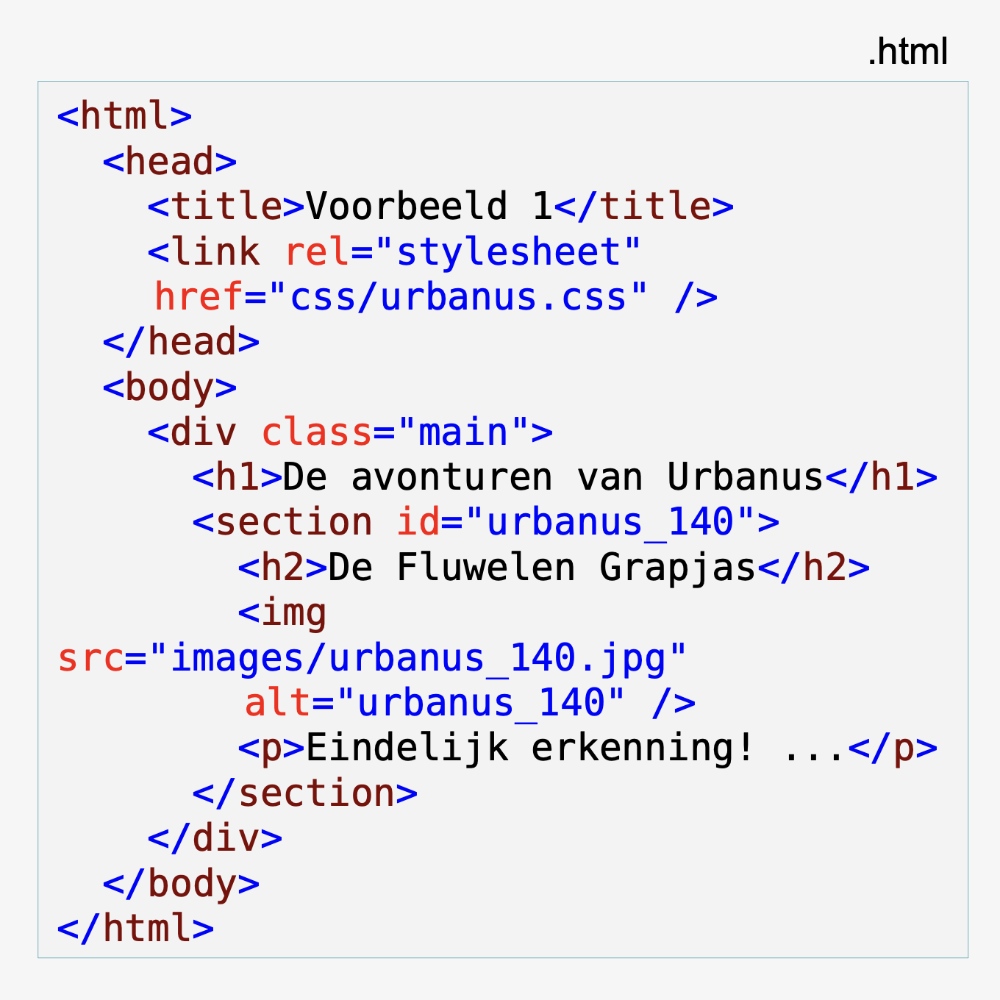 .html
<html>
  <head>
    <title>Voorbeeld 1</title>
    <link rel="stylesheet"
    href="css/urbanus.css" />
  </head>
  <body>
    <div class="main">
      <h1>De avonturen van Urbanus</h1>
      <section id="urbanus_140">
        <h2>De Fluwelen Grapjas</h2>
        <img
src="images/urbanus_140.jpg"
        alt="urbanus_140" />
        <p>Eindelijk erkenning! ...</p>
      </section>
    </div>
  </body>
</html>